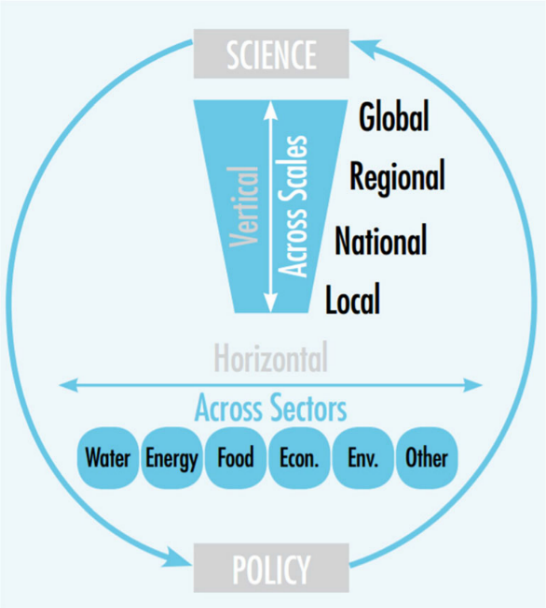 SCIENCE
Global
Regional
National
Local
Vertical
Across Scales
Horizontal
Across Sectors
Water Energy Food Econ. Env. Other
POLICY